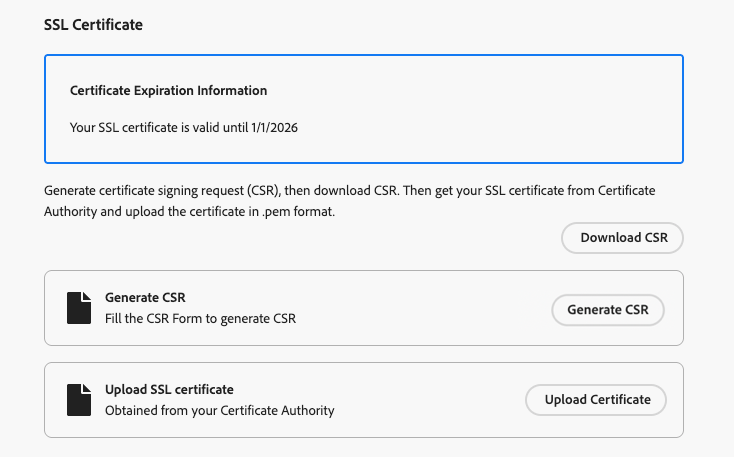 SSL Certificate
Certificate Expiration Information
Your SSL certificate is valid until 1/1/2026
Generate certificate signing request (CSR), then download CSR. Then get your SSL certificate from Certificate
Authority and upload the certificate in .pem format.
Download CSR
Generate CSR
Fill the CSR Form to generate CSR
Generate CSR
Upload SSL certificate
Obtained from your Certificate Authority
Upload Certificate